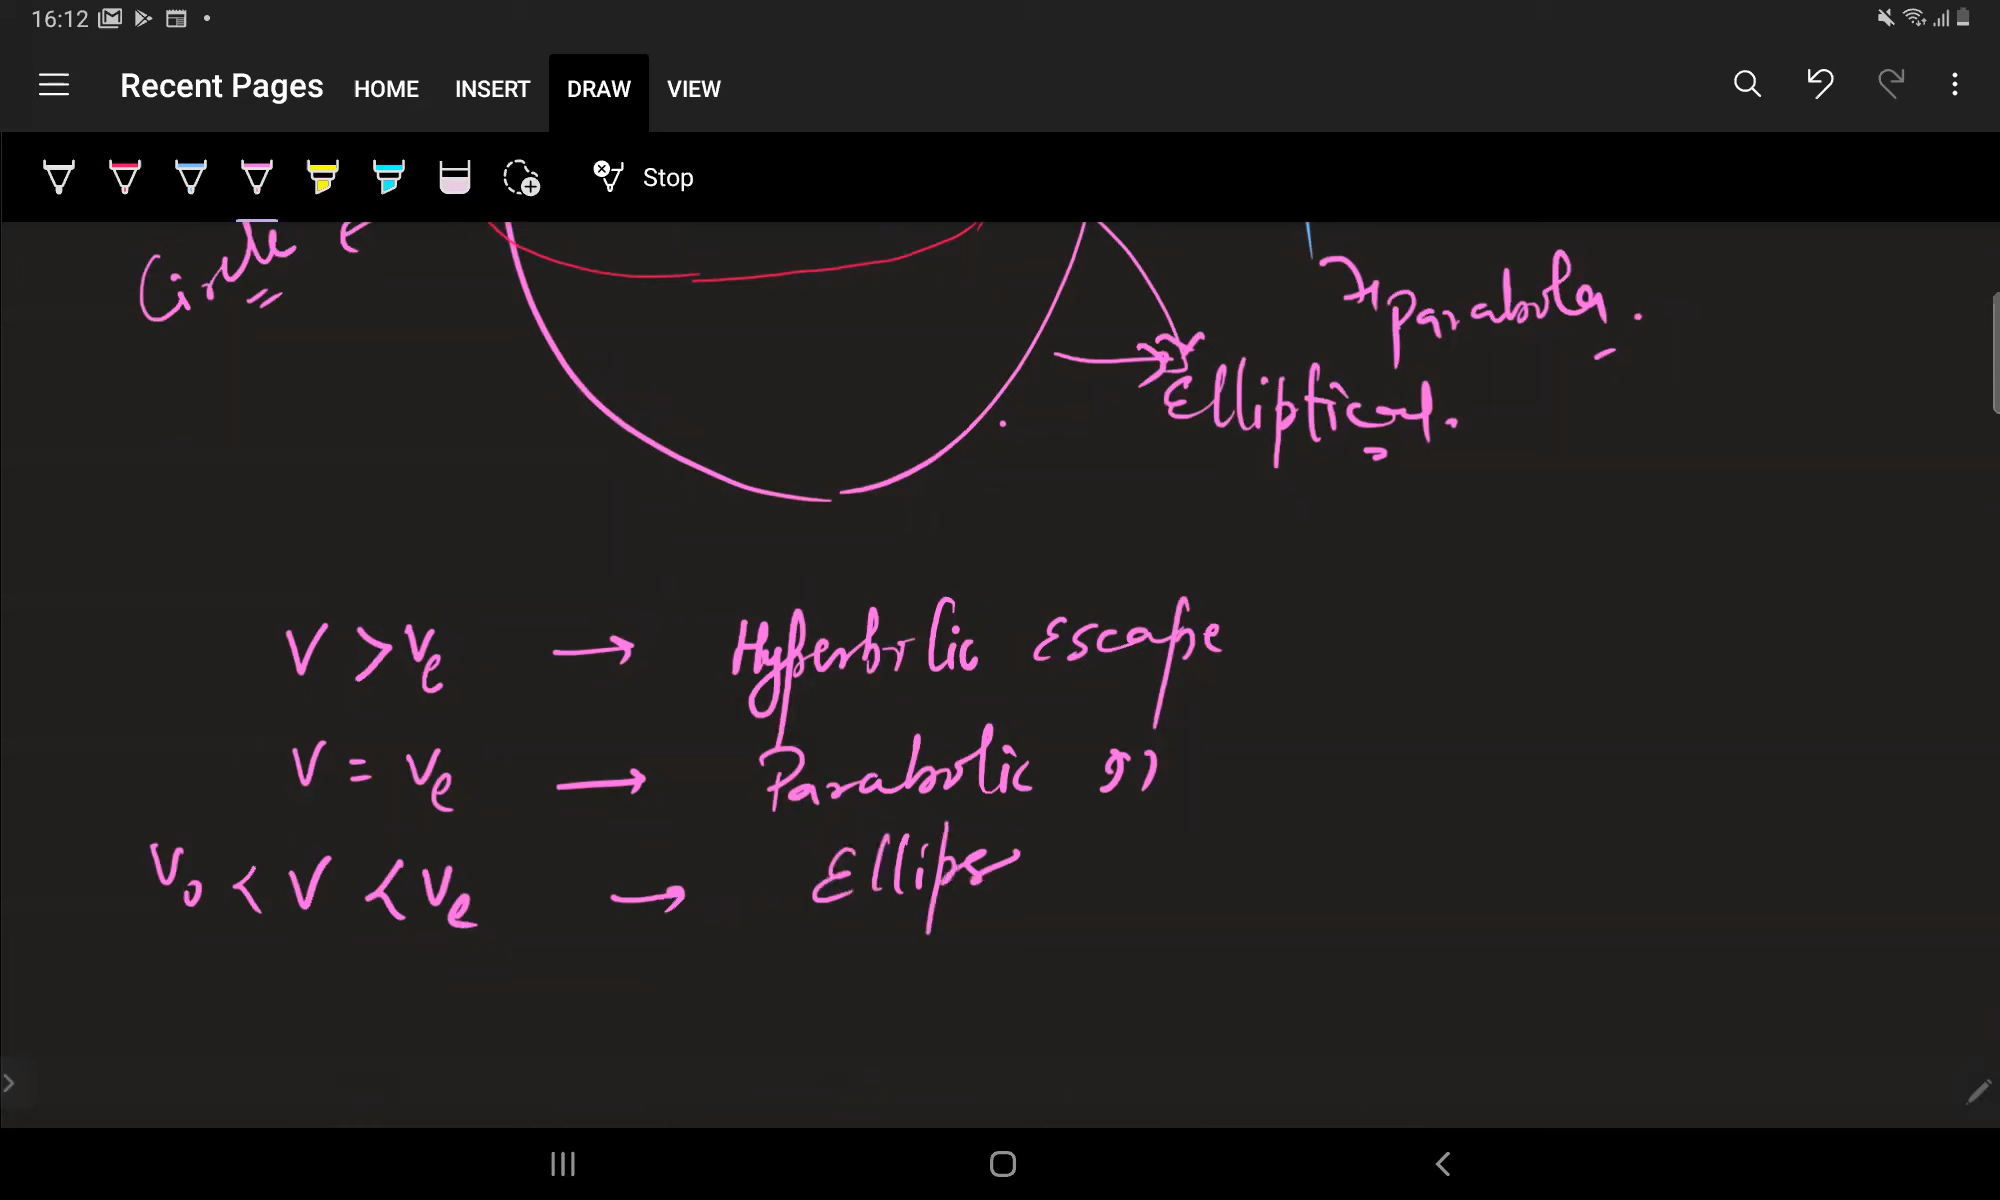 16:12
Recent Pages HOME INSERT DRAW VIEW
Stop
Circle
Parabola.
Elliptical.
V > Ve → Hyperbolic Escape
V = Ve → Parabolic ,,
Vo < V < Ve → Ellipse